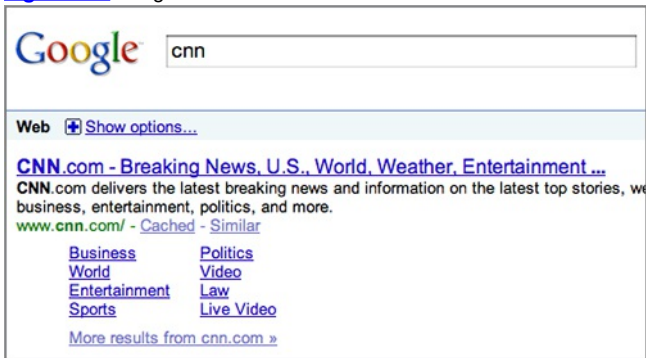 Google cnn
Web Show options...
CNN.com - Breaking News, U.S., World, Weather, Entertainment ...
CNN.com delivers the latest breaking news and information on the latest top stories,
business, entertainment, politics, and more.
www.cnn.com/ - Cached - Similar
Business Politics
World Video
Entertainment Law
Sports Live Video
More results from cnn.com »